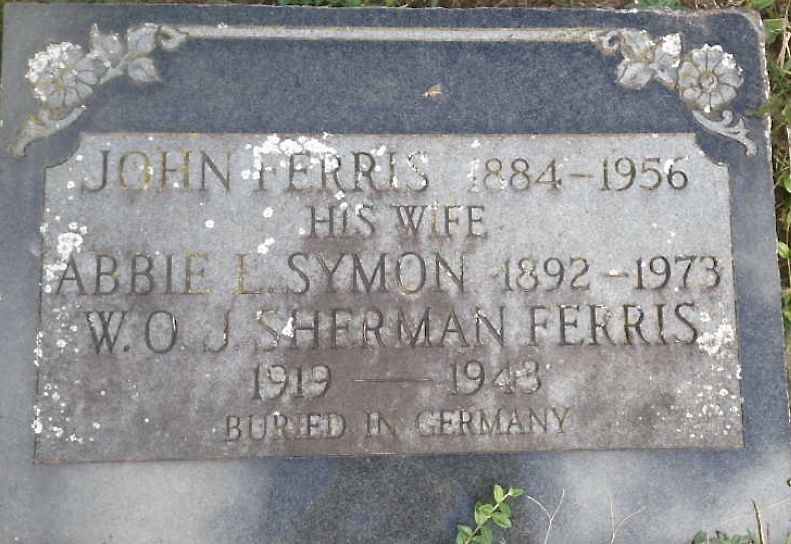 JOHN FERRIS 1884-1956
HIS WIFE
ABBIE L. SYMON 1892-1973
W.O. J. SHERMAN FERRIS
1919 — 1943
BURIED IN GERMANY